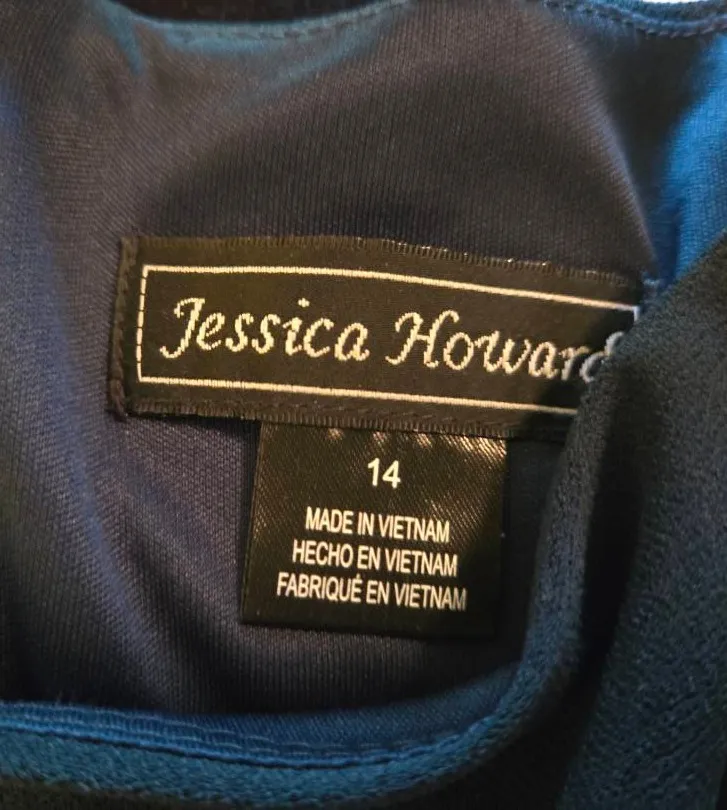 Jessica Howard
14
MADE IN VIETNAM
HECHO EN VIETNAM
FABRIQUÉ EN VIETNAM